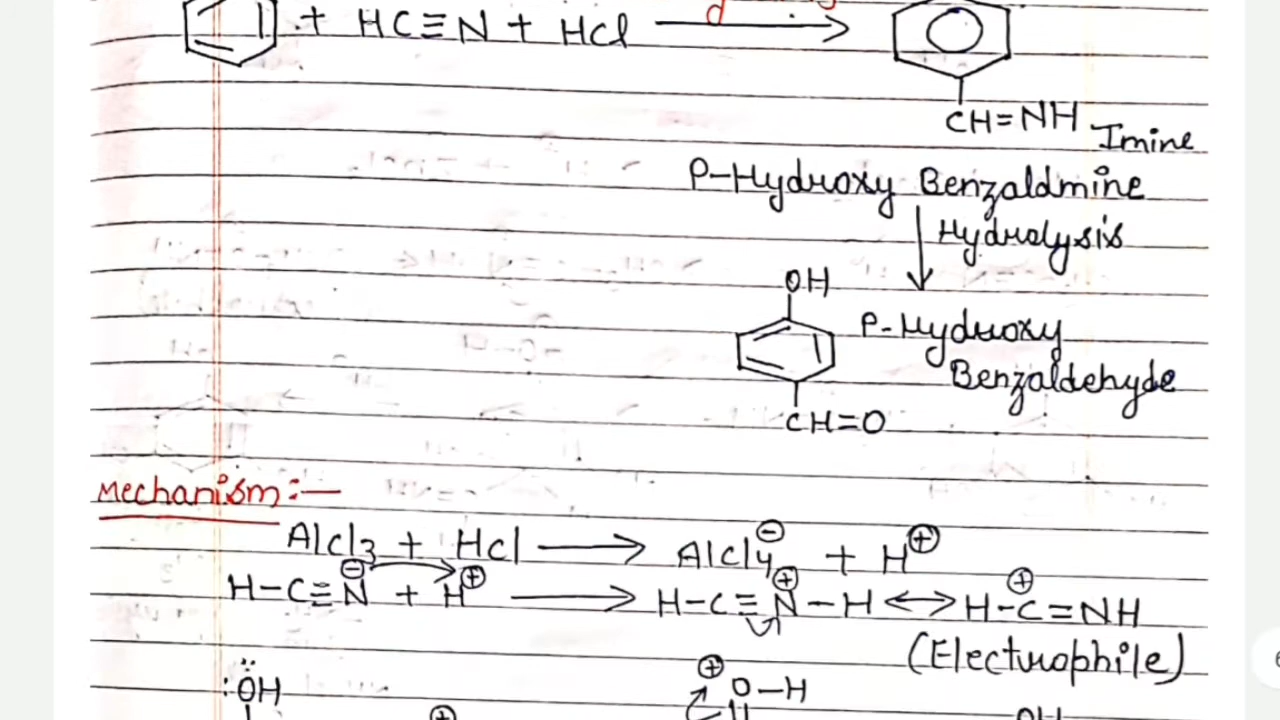 + HC≡N + HCl →
CH=NH Imine
P-Hydroxy Benzaldmine
↓ Hydrolysis
OH
P-Hydroxy
Benzaldehyde
CH=O
Mechanism:—
AlCl3 + HCl → AlCl4⊖ + H⊕
H-C≡N⊖ + H⊕ → H-C≡N⊕-H ↔ H-C⊕=NH
(Electrophile)
:ÖH ⊕ O-H
⊕ OH